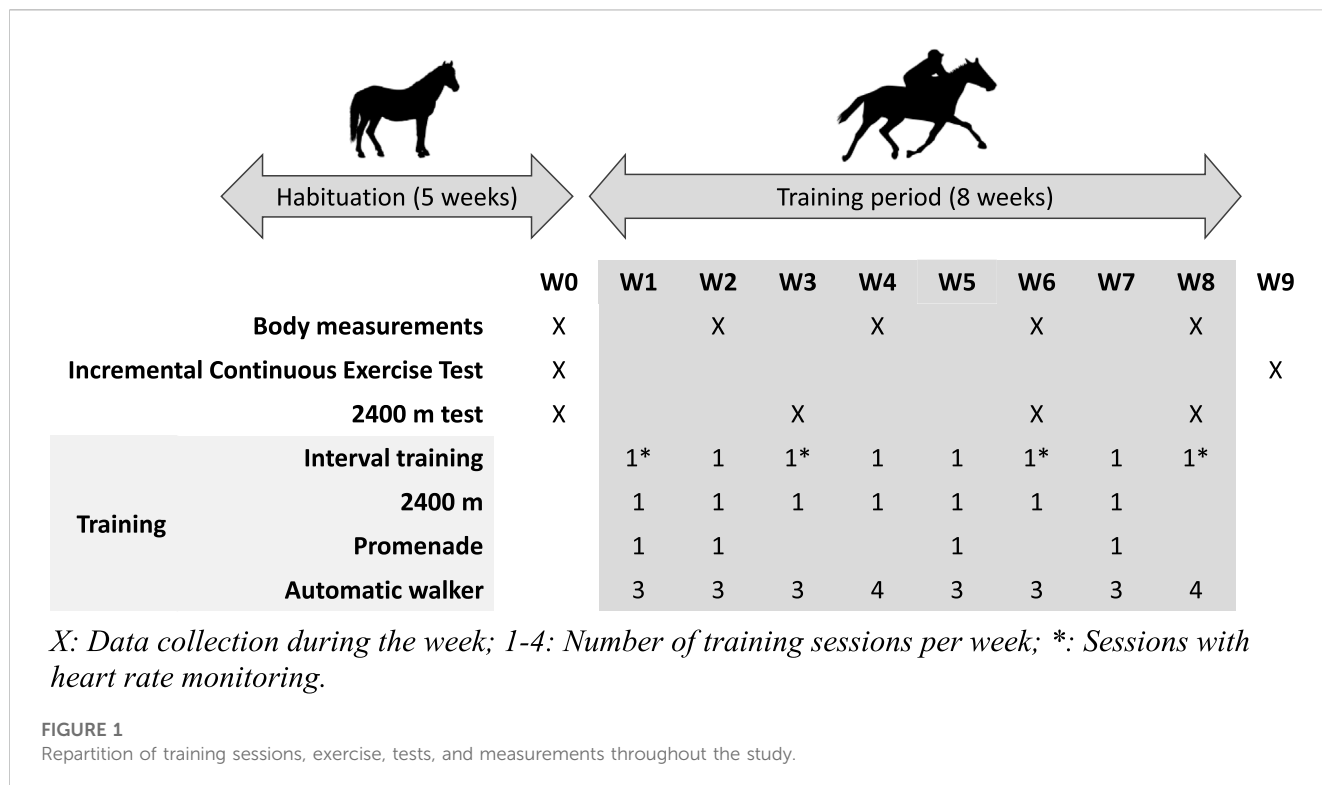 Habituation (5 weeks) Training period (8 weeks)
W0 W1 W2 W3 W4 W5 W6 W7 W8 W9
Body measurements X X X X X
Incremental Continuous Exercise Test X X
2400 m test X X X X
Interval training 1* 1 1* 1 1 1* 1 1*
2400 m 1 1 1 1 1 1 1
Training
Promenade 1 1 1 1
Automatic walker 3 3 3 4 3 3 3 4
X: Data collection during the week; 1-4: Number of training sessions per week; *: Sessions with
heart rate monitoring.
FIGURE 1
Repartition of training sessions, exercise, tests, and measurements throughout the study.